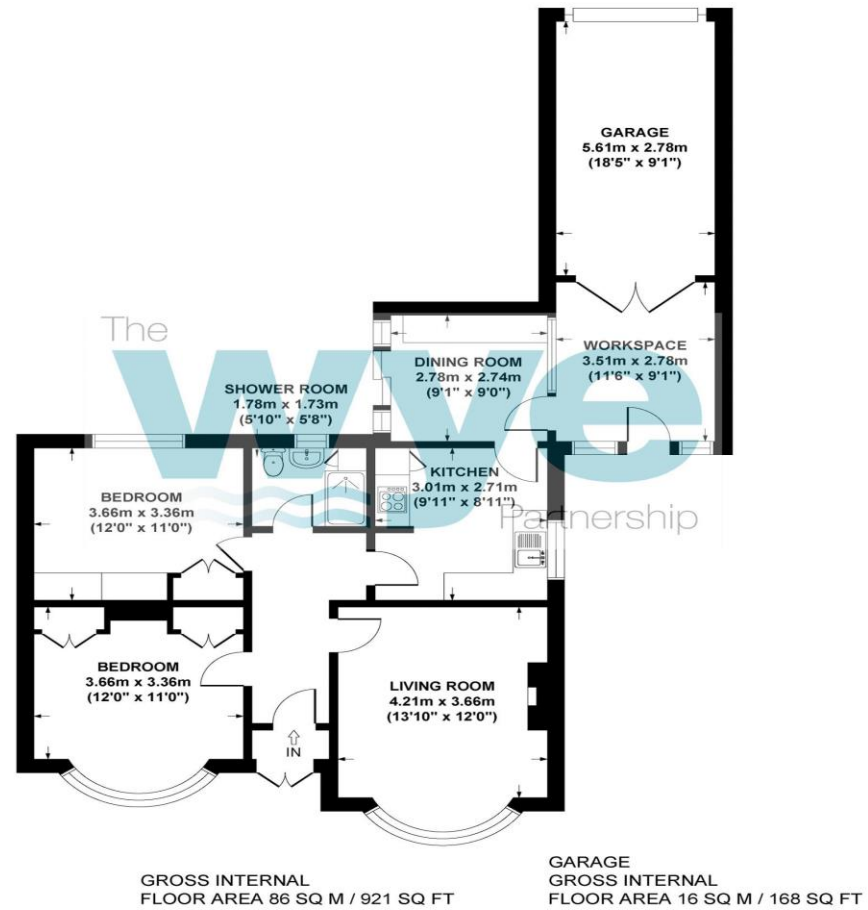 GARAGE
5.61m x 2.78m
(18'5" x 9'1")
The
wye
Partnership
WORKSPACE
3.51m x 2.78m
(11'6" x 9'1")
DINING ROOM
2.78m x 2.74m
(9'1" x 9'0")
SHOWER ROOM
1.78m x 1.73m
(5'10" x 5'8")
KITCHEN
3.01m x 2.71m
(9'11" x 8'11")
BEDROOM
3.66m x 3.36m
(12'0" x 11'0")
BEDROOM
3.66m x 3.36m
(12'0" x 11'0")
LIVING ROOM
4.21m x 3.66m
(13'10" x 12'0")
IN
GROSS INTERNAL
FLOOR AREA 86 SQ M / 921 SQ FT
GARAGE
GROSS INTERNAL
FLOOR AREA 16 SQ M / 168 SQ FT